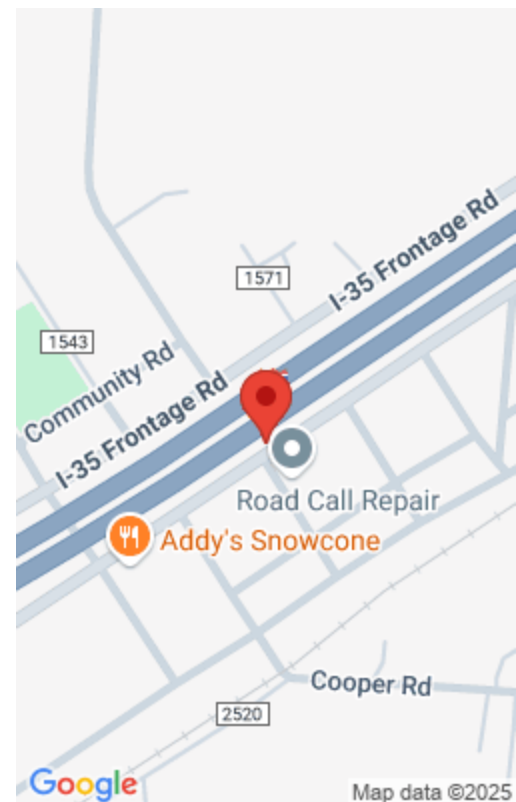 I-35 Frontage Rd
1571
1543
Community Rd
I-35 Frontage Rd
Road Call Repair
Addy's Snowcone
Cooper Rd
2520
Google
Map data ©2025